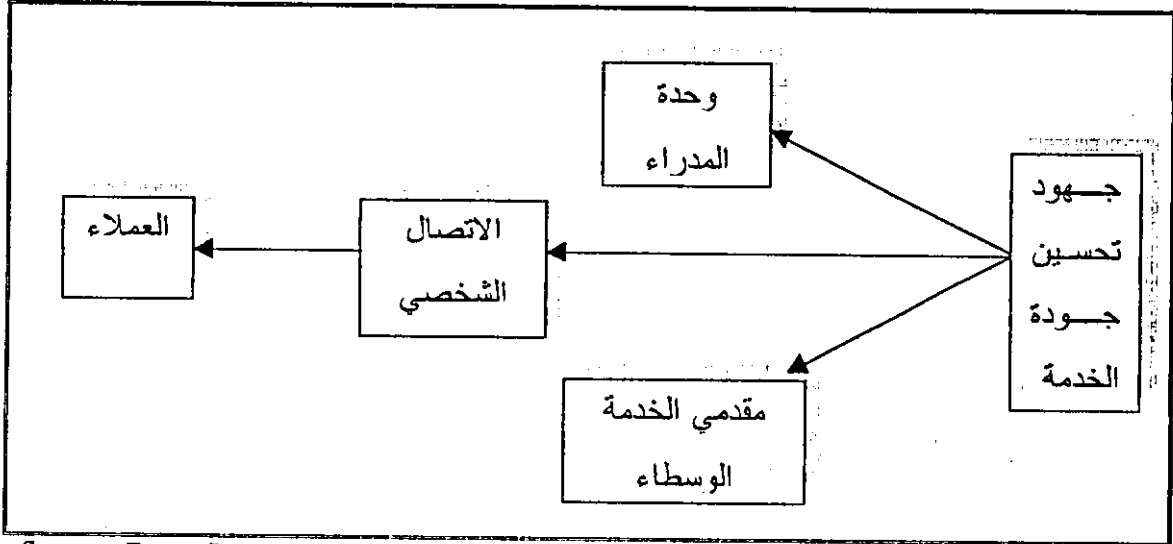 وحدة
المدراء
جهود
تحسين
جودة
الخدمة
الاتصال
الشخصي
العملاء
مقدمي الخدمة
الوسطاء